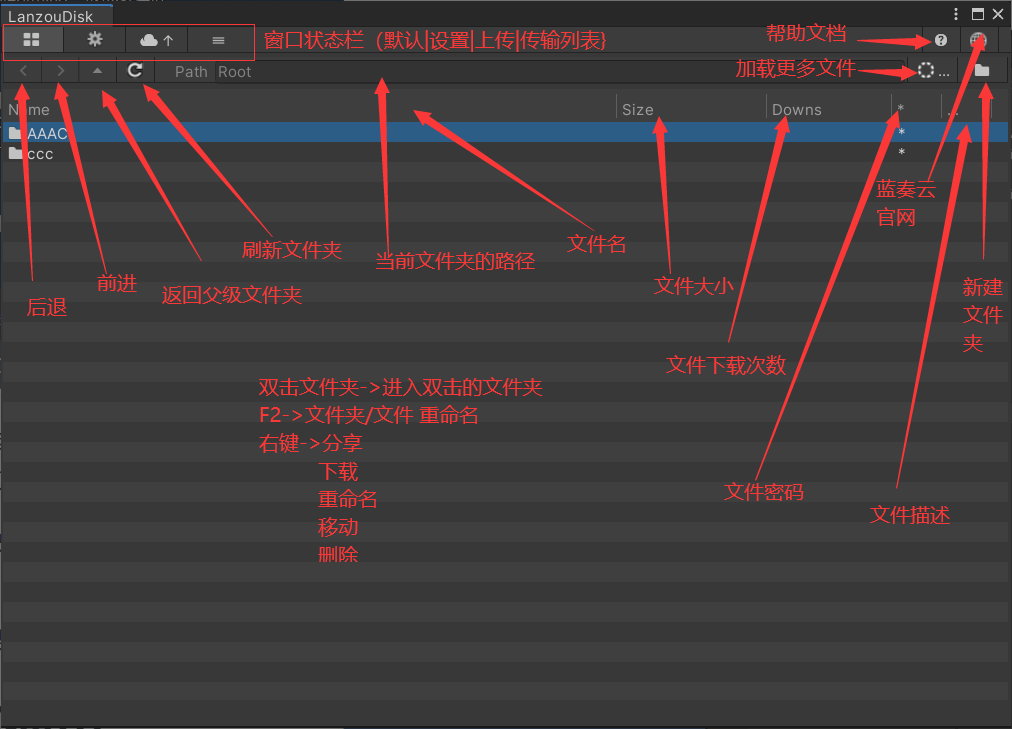 LanzouDisk
窗口状态栏（默认|设置|上传|传输列表}
帮助文档
加载更多文件
...
Path Root
Name Size Downs * ...
AAAC *
ccc *
蓝奏云
官网
文件名
刷新文件夹
当前文件夹的路径
前进
返回父级文件夹
后退
文件大小
新建
文件
夹
文件下载次数
双击文件夹->进入双击的文件夹
F2->文件夹/文件 重命名
右键->分享
下载
重命名
移动
删除
文件密码
文件描述